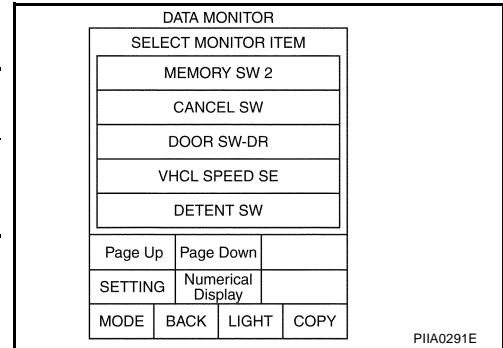 DATA MONITOR
SELECT MONITOR ITEM
MEMORY SW 2
CANCEL SW
DOOR SW-DR
VHCL SPEED SE
DETENT SW
Page Up Page Down
SETTING Numerical
Display
MODE BACK LIGHT COPY
PIIA0291E